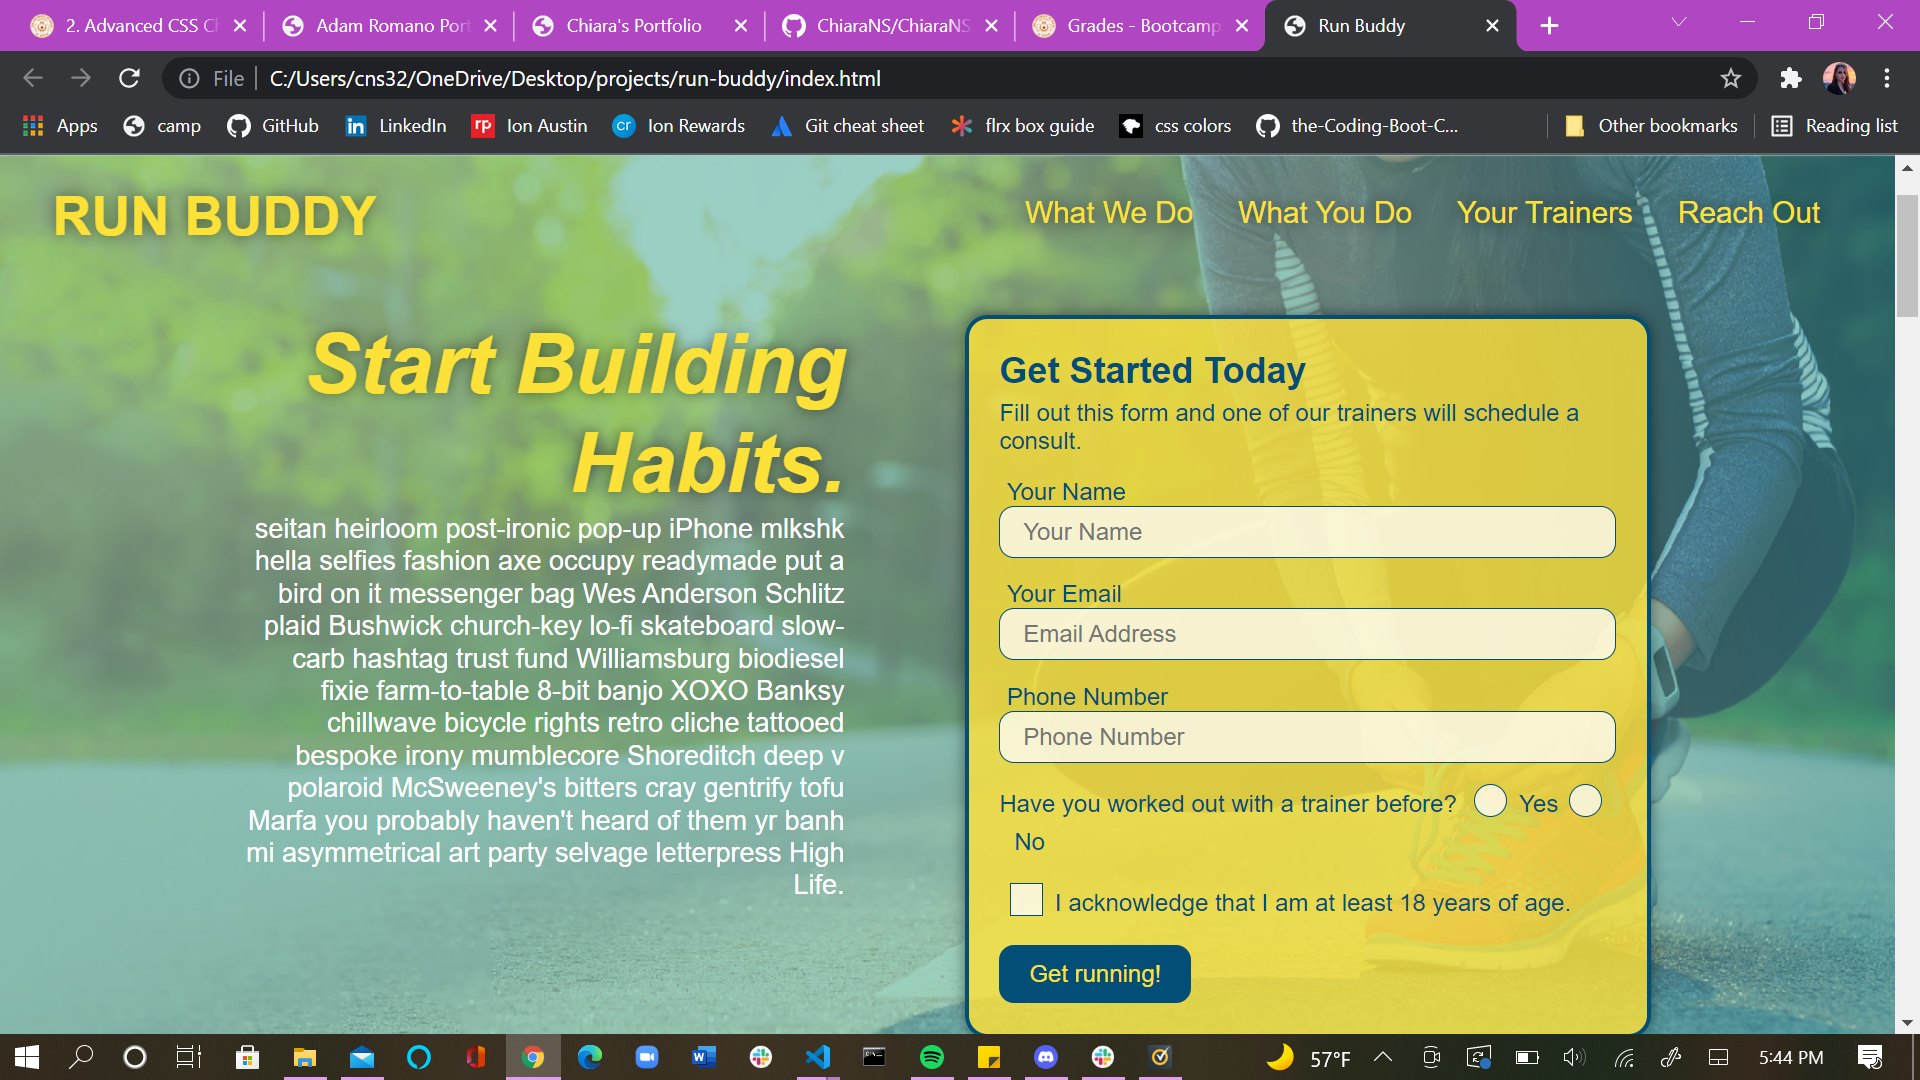 2. Advanced CSS Ch
Adam Romano Port
Chiara's Portfolio
ChiaraNS/ChiaraNS
Grades - Bootcamp
Run Buddy
File
C:/Users/cns32/OneDrive/Desktop/projects/run-buddy/index.html
Apps
camp
GitHub
LinkedIn
rp
Ion Austin
cr
Ion Rewards
Git cheat sheet
flrx box guide
css colors
the-Coding-Boot-C...
Other bookmarks
Reading list
RUN BUDDY
What We Do
What You Do
Your Trainers
Reach Out
Start Building
Habits.
seitan heirloom post-ironic pop-up iPhone mlkshk
hella selfies fashion axe occupy readymade put a
bird on it messenger bag Wes Anderson Schlitz
plaid Bushwick church-key lo-fi skateboard slow-
carb hashtag trust fund Williamsburg biodiesel
fixie farm-to-table 8-bit banjo XOXO Banksy
chillwave bicycle rights retro cliche tattooed
bespoke irony mumblecore Shoreditch deep v
polaroid McSweeney's bitters cray gentrify tofu
Marfa you probably haven't heard of them yr banh
mi asymmetrical art party selvage letterpress High
Life.
Get Started Today
Fill out this form and one of our trainers will schedule a
consult.
Your Name
Your Name
Your Email
Email Address
Phone Number
Phone Number
Have you worked out with a trainer before? Yes
No
I acknowledge that I am at least 18 years of age.
Get running!
57°F
5:44 PM